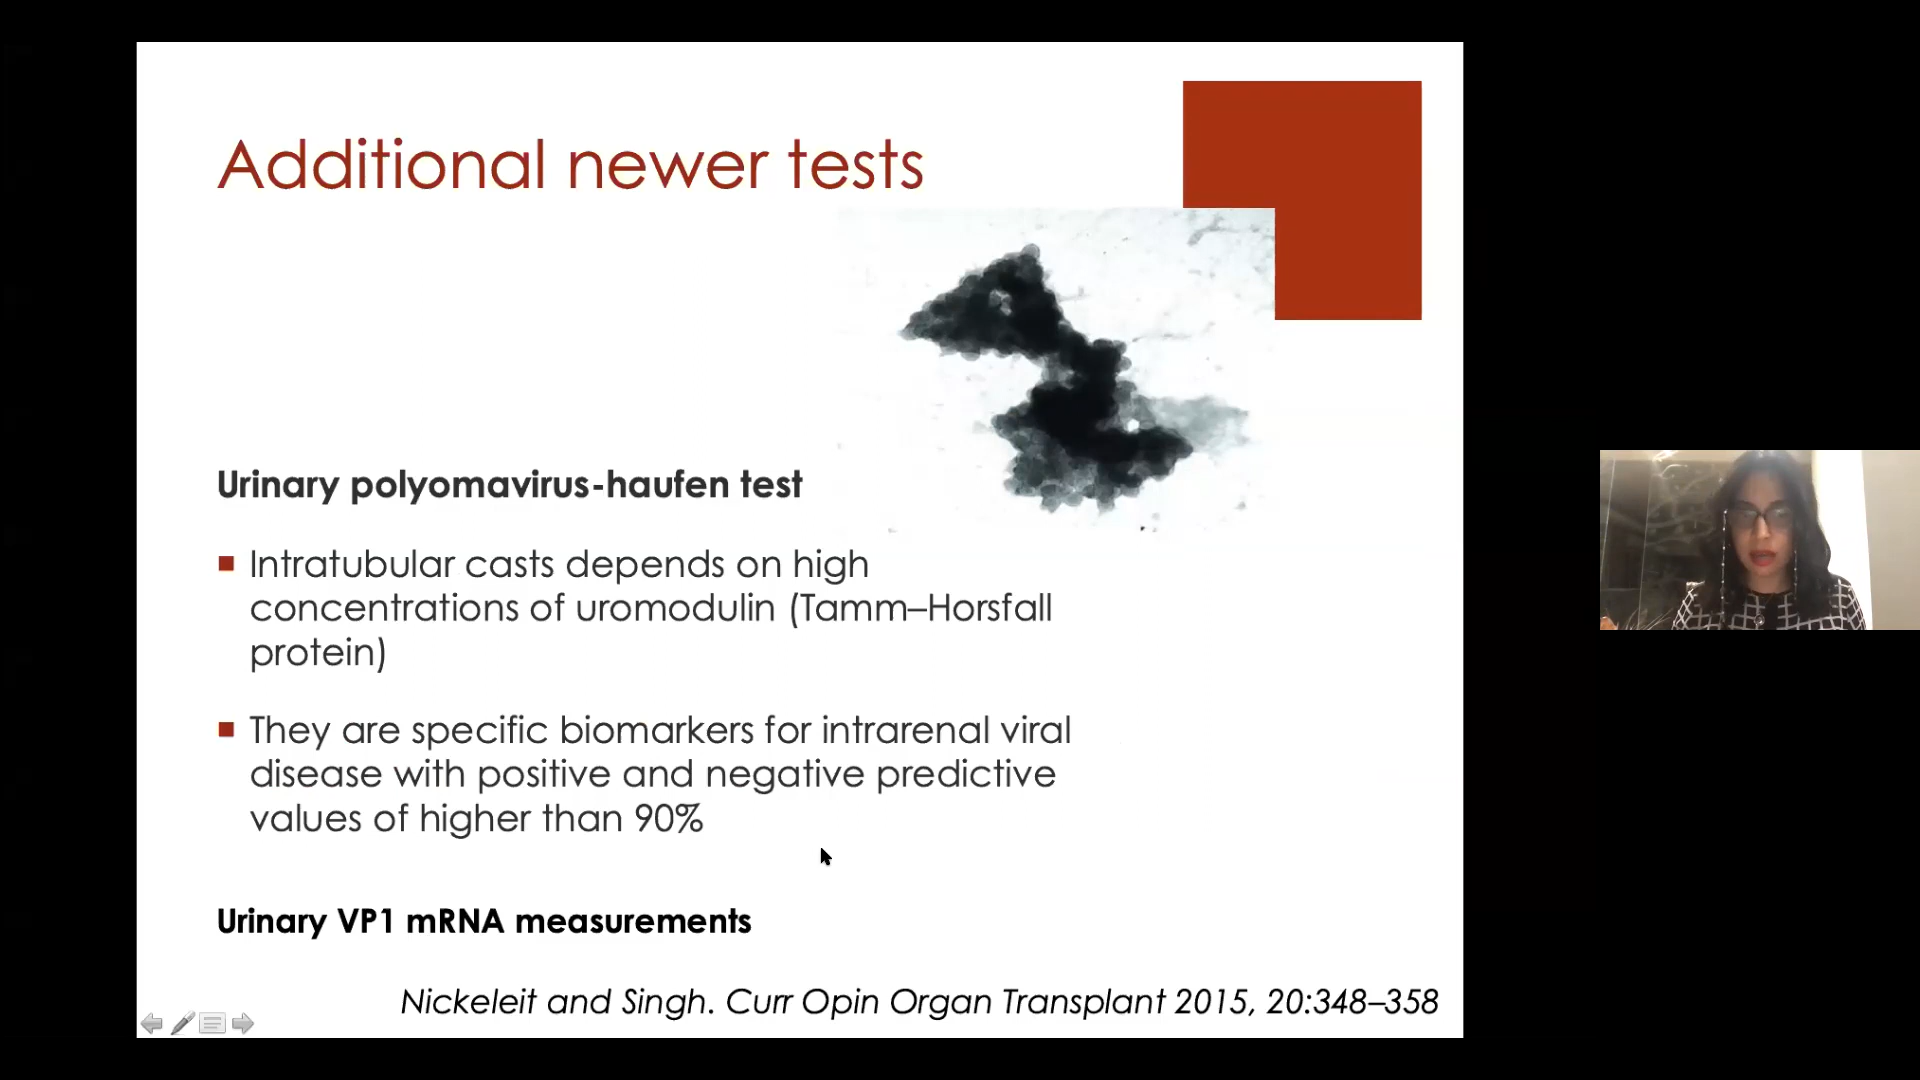 Additional newer tests
Urinary polyomavirus-haufen test
Intratubular casts depends on high
concentrations of uromodulin (Tamm–Horsfall
protein)
They are specific biomarkers for intrarenal viral
disease with positive and negative predictive
values of higher than 90%
Urinary VP1 mRNA measurements
Nickeleit and Singh. Curr Opin Organ Transplant 2015, 20:348–358